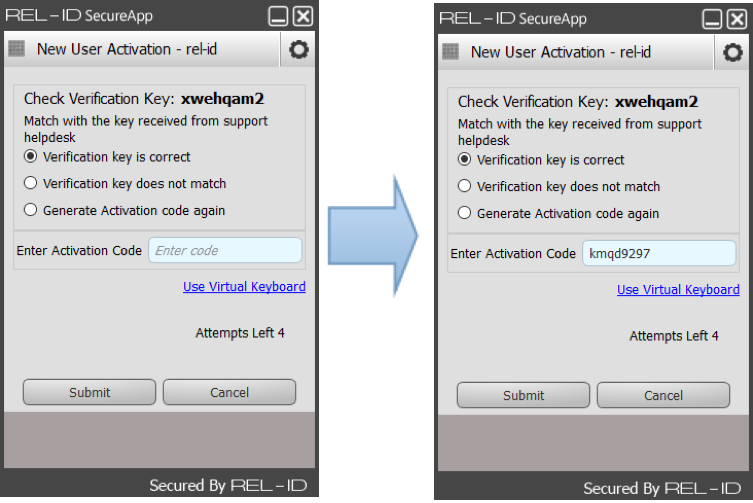 REL-ID SecureApp
New User Activation - rel-id
Check Verification Key: xwehqam2
Match with the key received from support
helpdesk
Verification key is correct
Verification key does not match
Generate Activation code again
Enter Activation Code Enter code
Use Virtual Keyboard
Attempts Left 4
Submit Cancel
Secured By REL-ID
REL-ID SecureApp
New User Activation - rel-id
Check Verification Key: xwehqam2
Match with the key received from support
helpdesk
Verification key is correct
Verification key does not match
Generate Activation code again
Enter Activation Code kmqd9297
Use Virtual Keyboard
Attempts Left 4
Submit Cancel
Secured By REL-ID